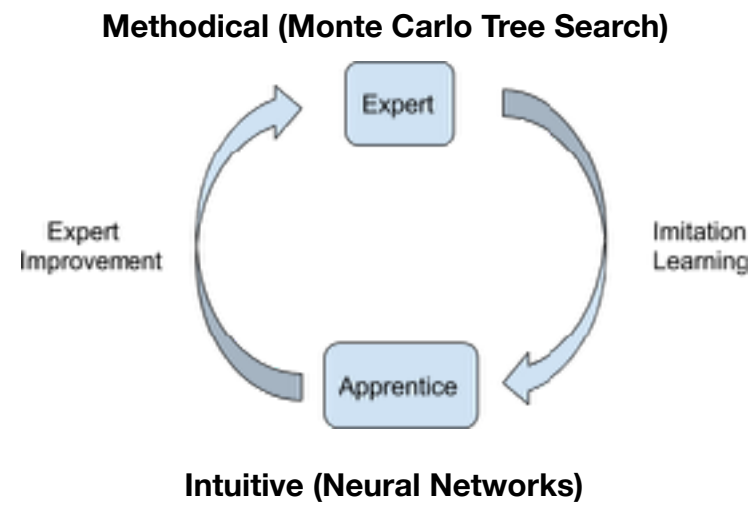 Methodical (Monte Carlo Tree Search)
Expert
Expert
Improvement
Imitation
Learning
Apprentice
Intuitive (Neural Networks)